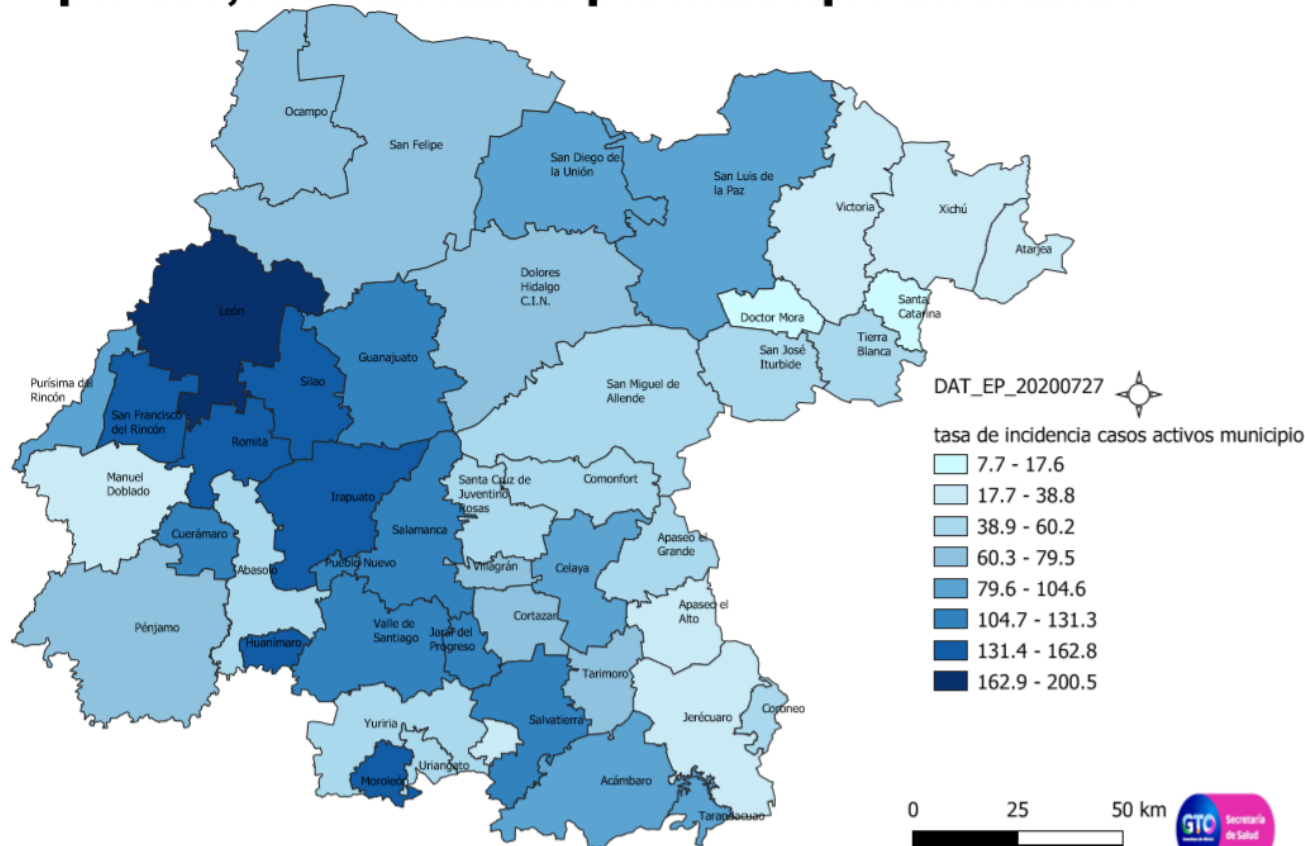 Ocampo
San Felipe
San Diego de
la Unión
San Luis de
la Paz
Victoria
Xichú
Atarjea
Dolores
Hidalgo
C.I.N.
León
Guanajuato
Silao
Doctor Mora
Santa
Catarina
Tierra
Blanca
San José
Iturbide
San Miguel de
Allende
Purísima del
Rincón
San Francisco
del Rincón
Romita
Manuel
Doblado
Irapuato
Santa Cruz de
Juventino
Rosas
Comonfort
Salamanca
Cuerámaro
Apaseo el
Grande
Abasolo
Pueblo Nuevo
Villagrán
Celaya
Apaseo el
Alto
Cortazar
Pénjamo
Valle de
Santiago
Jaral del
Progreso
Huanímaro
Tarimoro
Jerécuaro
Coroneo
Yuriria
Salvatierra
Uriangato
Moroleón
Acámbaro
Tarandacuao
DAT_EP_20200727
tasa de incidencia casos activos municipio
7.7 - 17.6
17.7 - 38.8
38.9 - 60.2
60.3 - 79.5
79.6 - 104.6
104.7 - 131.3
131.4 - 162.8
162.9 - 200.5
0 25 50 km
GTO
Secretaría
de Salud